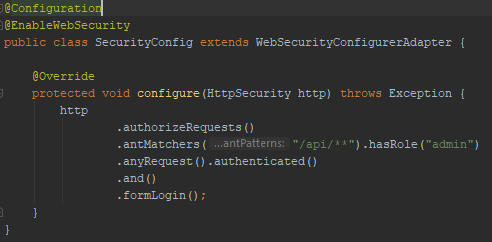 @Configuration
@EnableWebSecurity
public class SecurityConfig extends WebSecurityConfigurerAdapter {
@Override
protected void configure(HttpSecurity http) throws Exception {
http
.authorizeRequests()
.antMatchers( ...antPatterns: "/api/**").hasRole("admin")
.anyRequest().authenticated()
.and()
.formLogin();
}
}